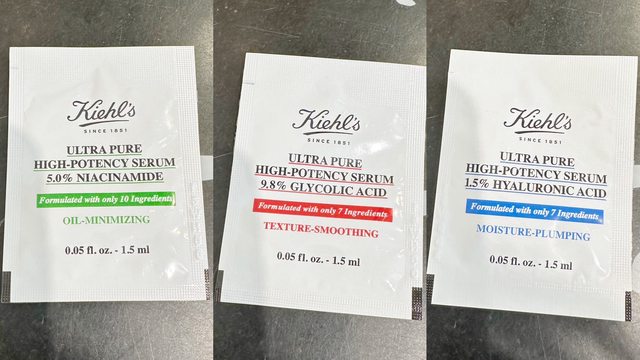 Kiehl's
SINCE 1851
ULTRA PURE
HIGH-POTENCY SERUM
5.0% NIACINAMIDE
Formulated with only 10 Ingredients
OIL-MINIMIZING
0.05 fl. oz. - 1.5 ml
Kiehl's
SINCE 1851
ULTRA PURE
HIGH-POTENCY SERUM
9.8% GLYCOLIC ACID
Formulated with only 7 Ingredients
TEXTURE-SMOOTHING
0.05 fl. oz. - 1.5 ml
Kiehl's
SINCE 1851
ULTRA PURE
HIGH-POTENCY SERUM
1.5% HYALURONIC ACID
Formulated with only 7 Ingredients
MOISTURE-PLUMPING
0.05 fl. oz. - 1.5 ml